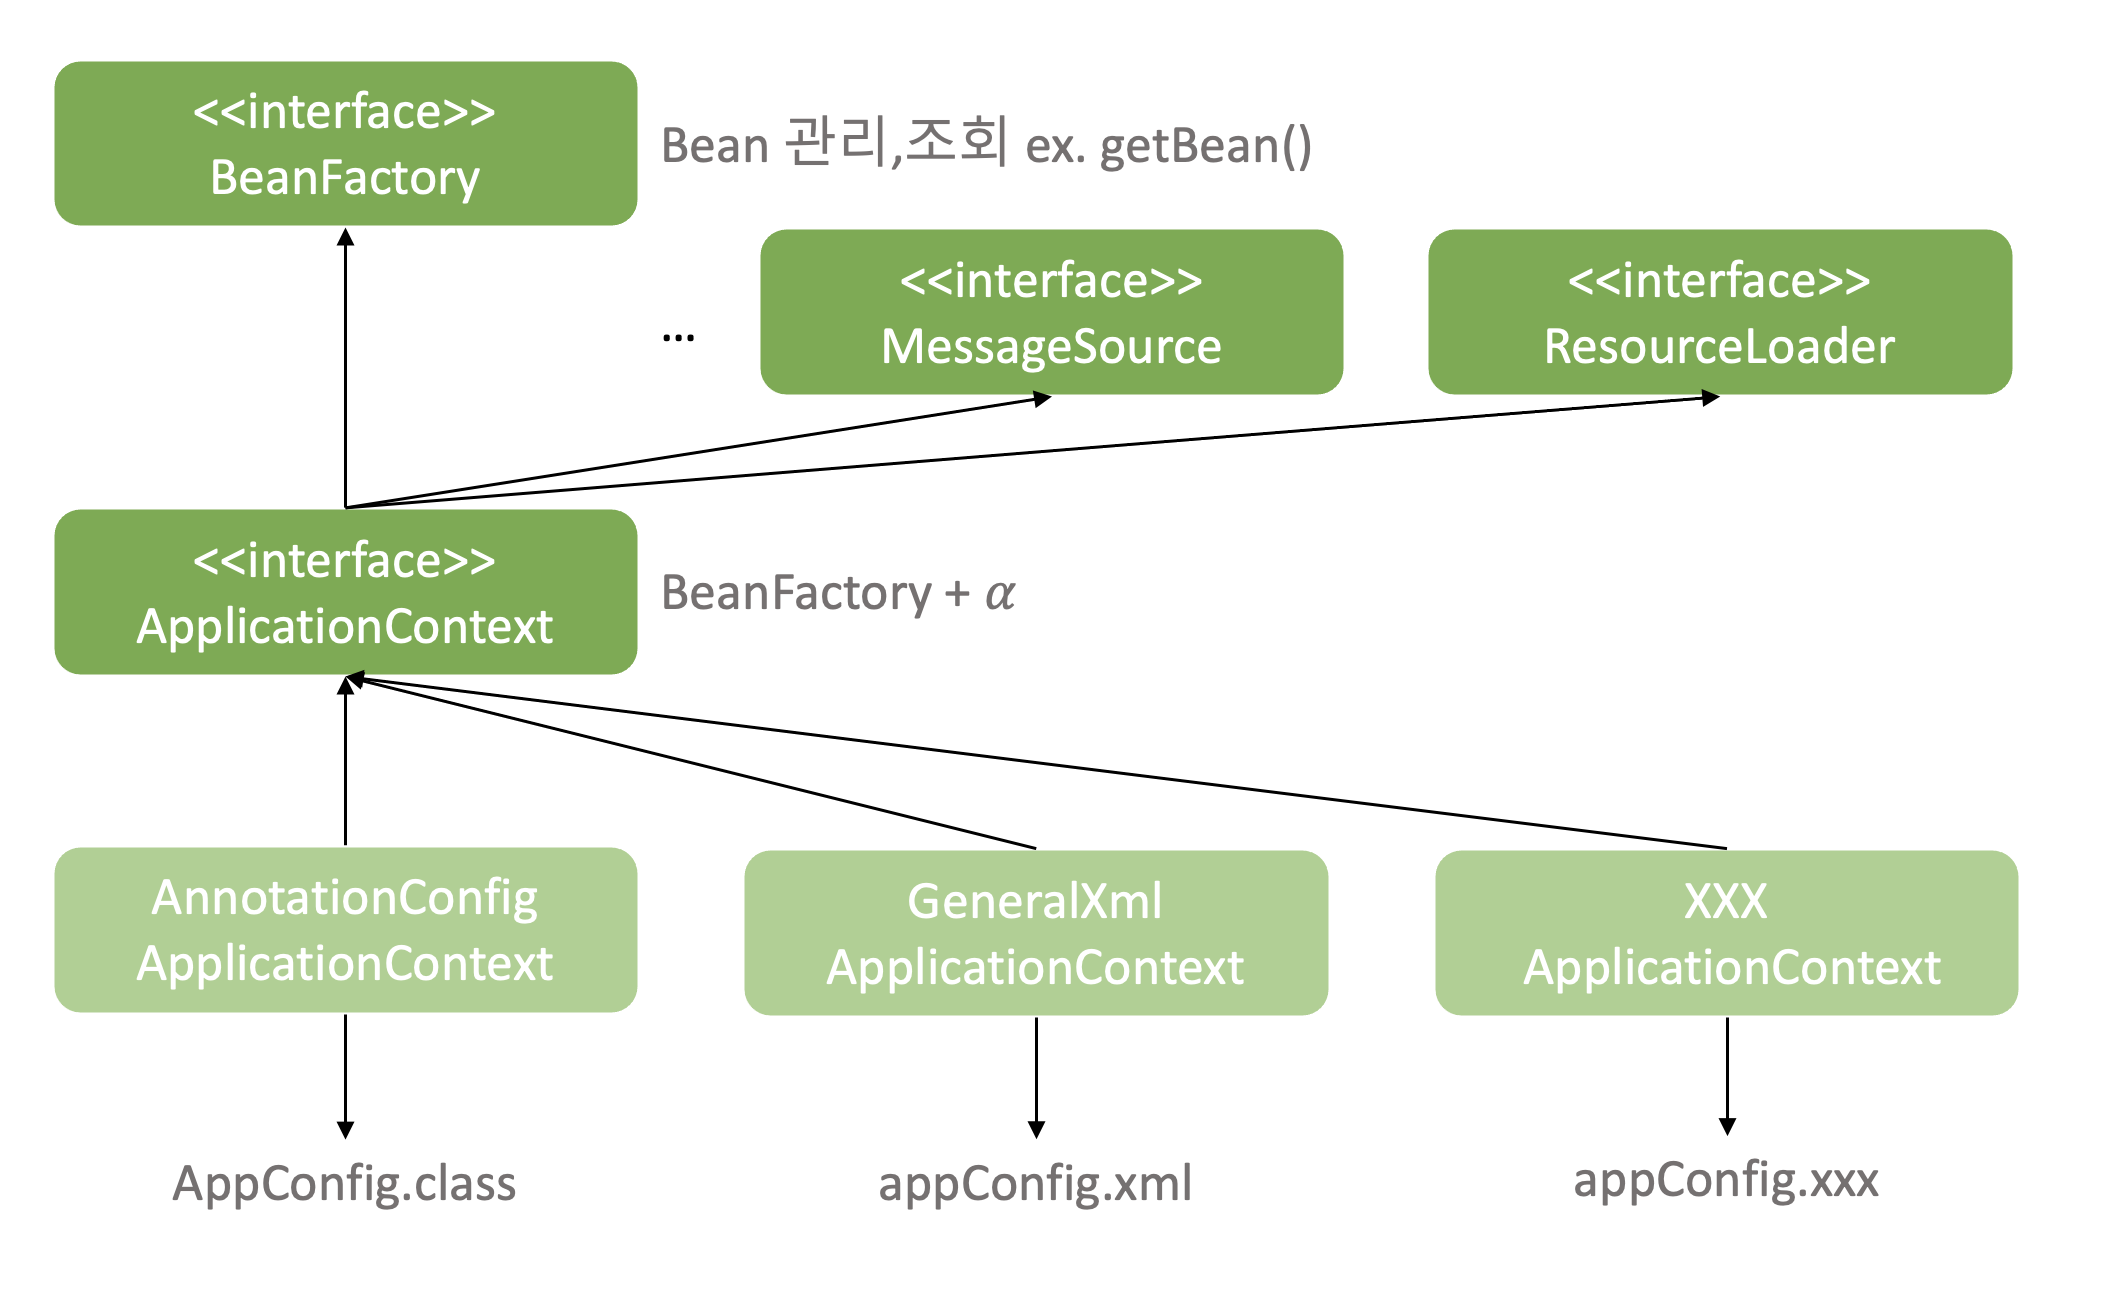 <<interface>>
BeanFactory
Bean 관리,조회 ex. getBean()
...
<<interface>>
MessageSource
<<interface>>
ResourceLoader
<<interface>>
ApplicationContext
BeanFactory + α
AnnotationConfig
ApplicationContext
GeneralXml
ApplicationContext
XXX
ApplicationContext
AppConfig.class
appConfig.xml
appConfig.xxx